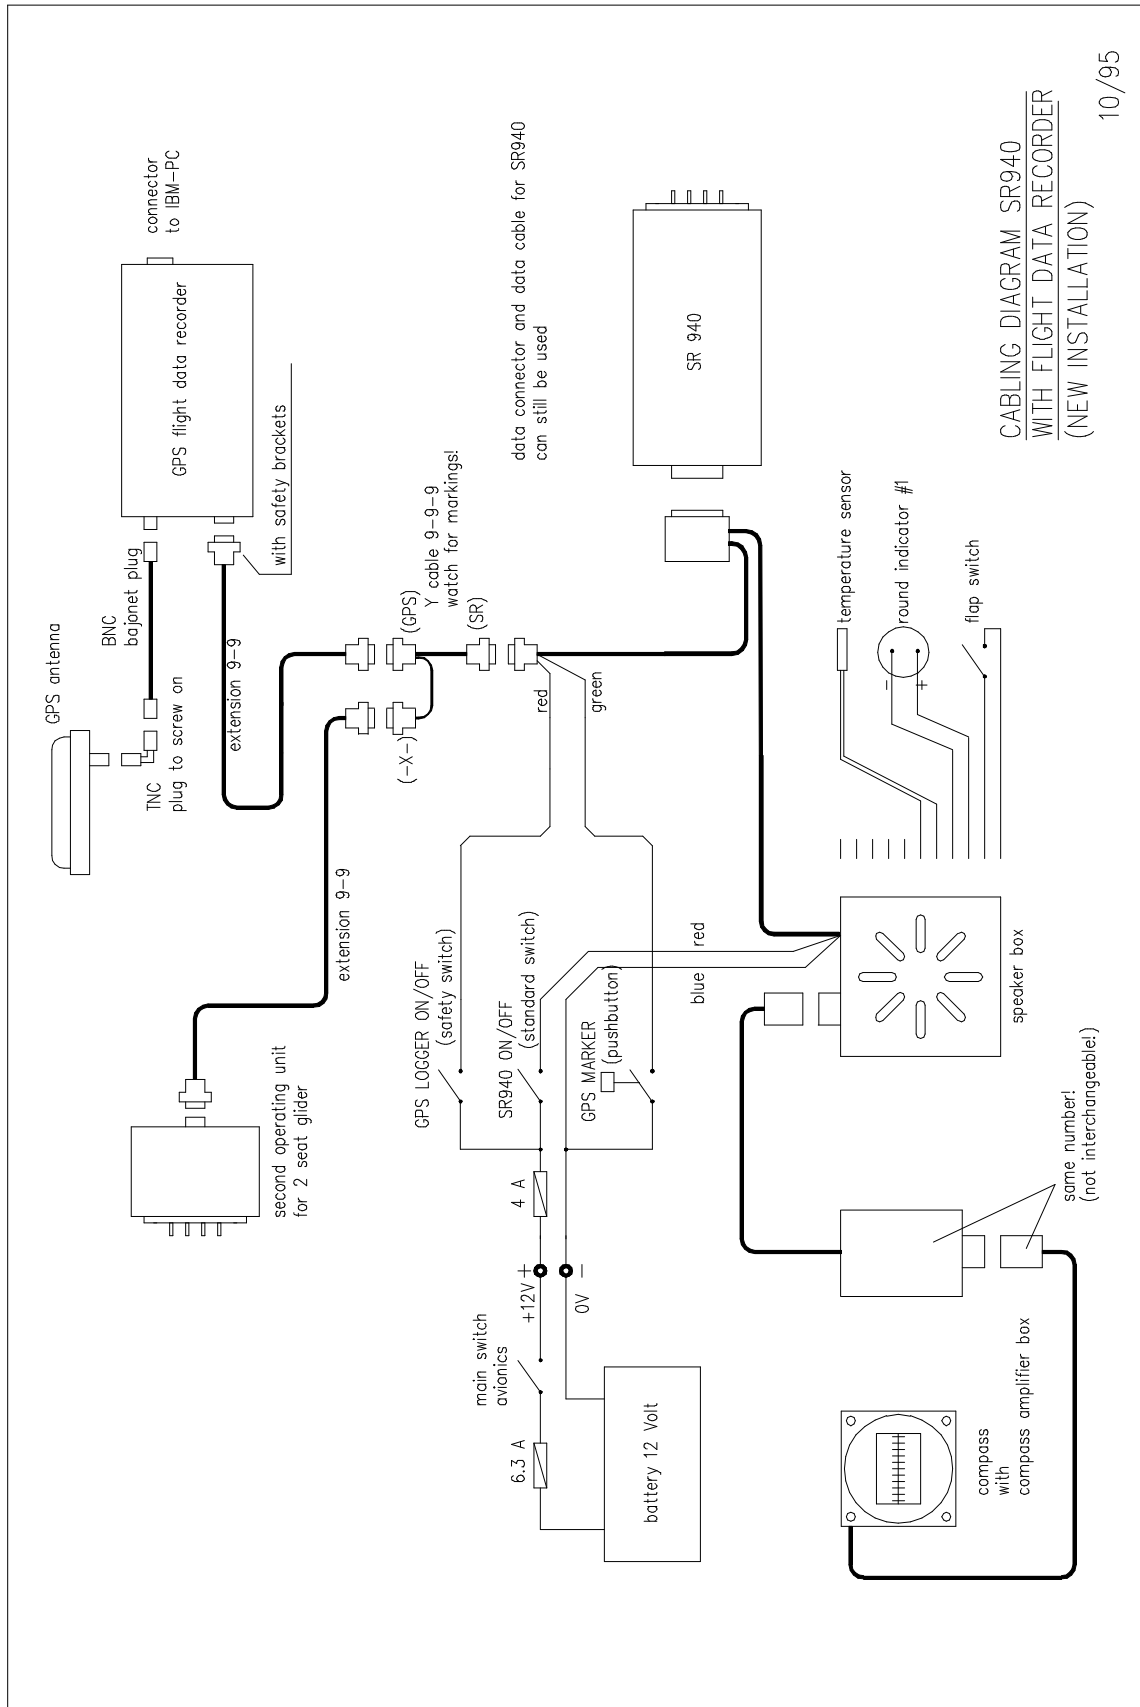 GPS antenna
BNC
bajonet plug
TNC
plug to screw on
connector
to IBM-PC
GPS flight data recorder
with safety brackets
extension 9-9
extension 9-9
second operating unit
for 2 seat glider
(GPS)
(-X-)
(SR)
Y cable 9-9-9
watch for markings!
data connector and data cable for SR940
can still be used
red
green
GPS LOGGER ON/OFF
(safety switch)
SR940 ON/OFF
(standard switch)
GPS MARKER
(pushbutton)
blue
red
4 A
+12V
+
0V
-
main switch
avionics
6.3 A
battery 12 Volt
SR 940
temperature sensor
round indicator #1
-
+
flap switch
speaker box
same number!
(not interchangeable!)
compass
with
compass amplifier box
CABLING DIAGRAM SR940
WITH FLIGHT DATA RECORDER
(NEW INSTALLATION)
10/95